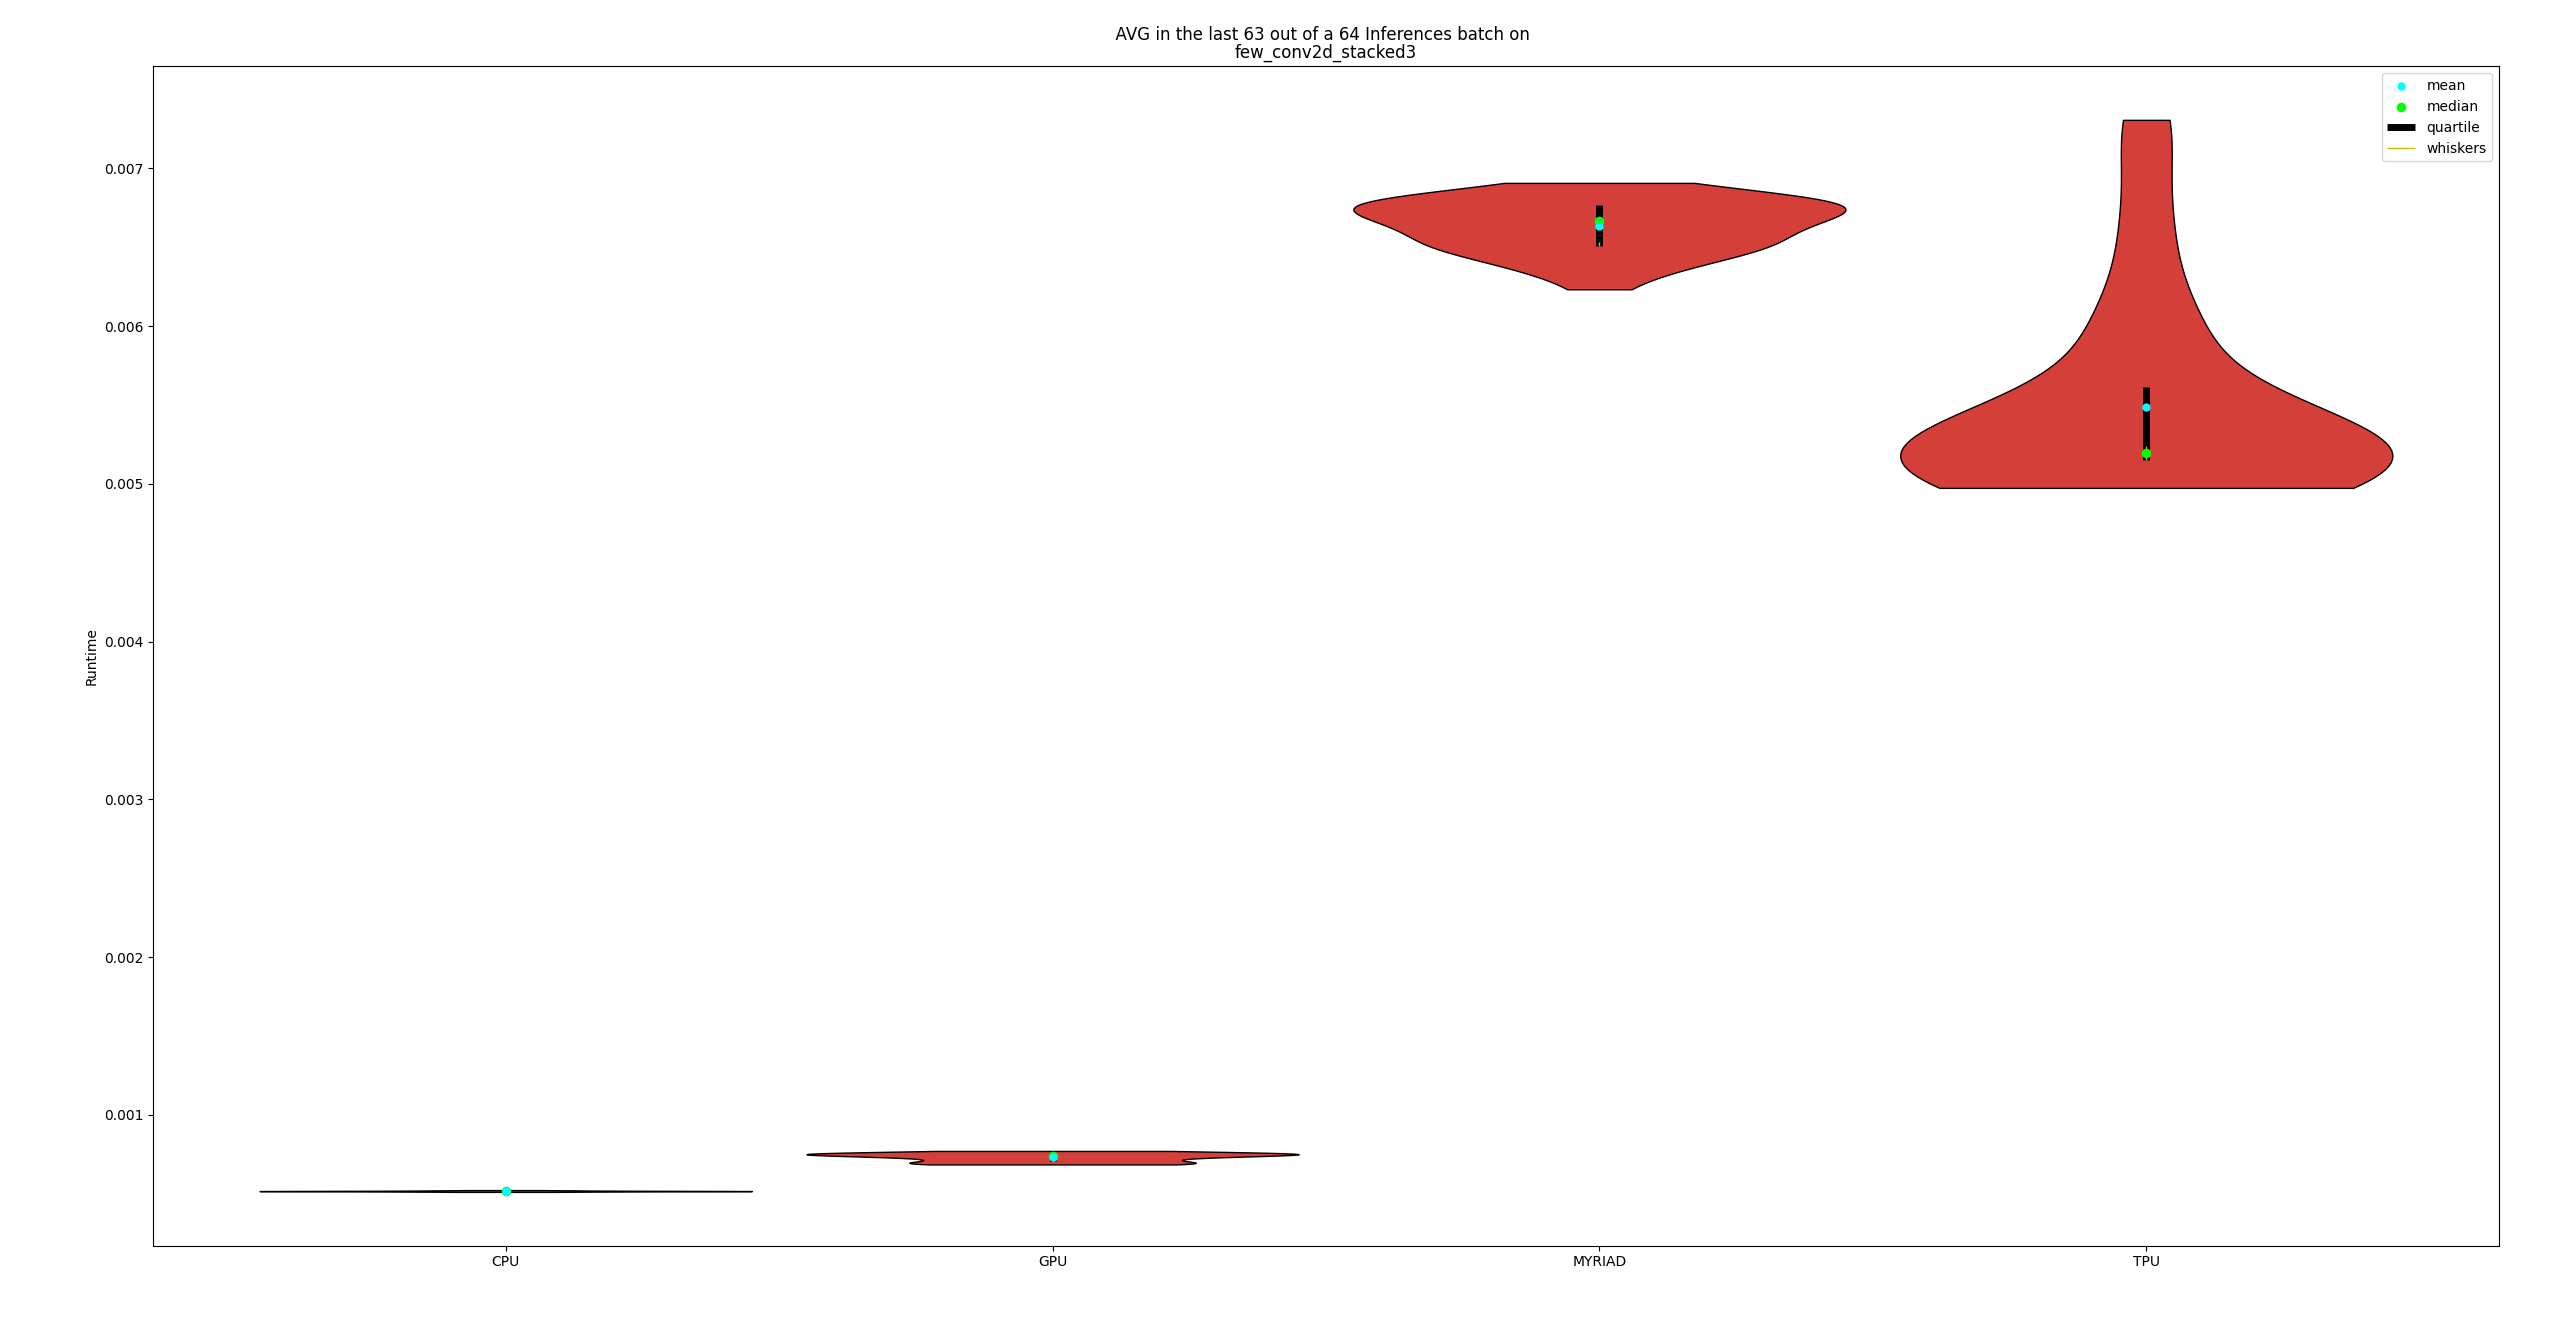 AVG in the last 63 out of a 64 Inferences batch on
few_conv2d_stacked3
mean
median
quartile
whiskers
0.007
0.006
0.005
0.004
0.003
0.002
0.001
Runtime
CPU
GPU
MYRIAD
TPU